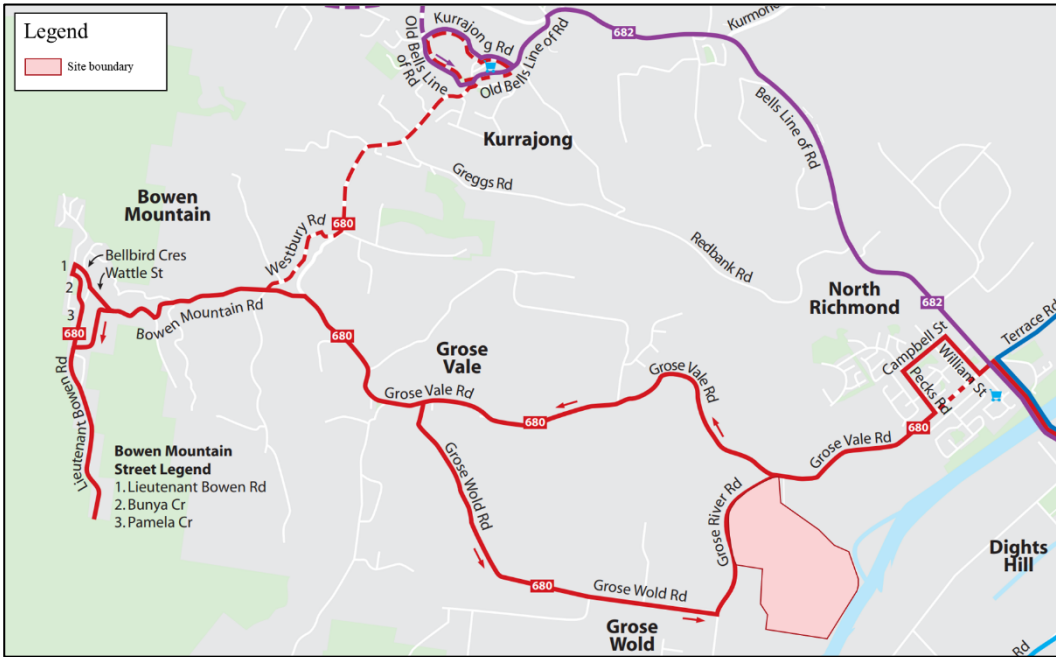 Legend
Site boundary
Kurrajong Rd
Old Bells Line
of Rd
Old Bells Line of Rd
682
Bells Line of Rd
Kurrajong
Greggs Rd
Redbank Rd
Bowen
Mountain
Bellbird Cres
Wattle St
1
2
3
680
Westbury Rd
680
Bowen Mountain Rd
Lieutenant Bowen Rd
Bowen Mountain
Street Legend
1. Lieutenant Bowen Rd
2. Bunya Cr
3. Pamela Cr
680
Grose
Vale
Grose Vale Rd
680
Grose Vale Rd
North
Richmond
682
Terrace Rd
Campbell St
William St
Pecks Rd
680
Grose Vale Rd
Grose Wold Rd
680
Grose Wold Rd
Grose River Rd
Grose
Wold
Dights
Hill
Rd